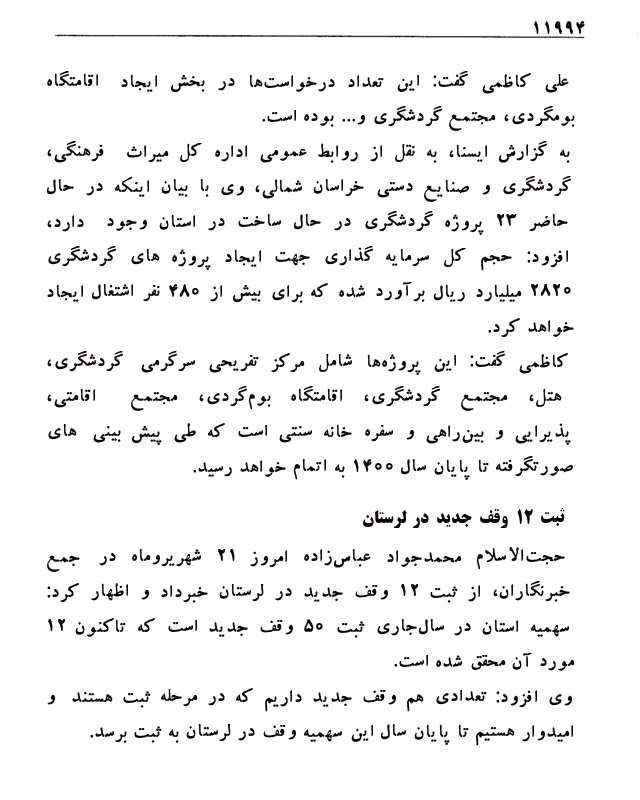 ۱۱۹۹۴
علی کاظمی گفت: این تعداد درخواست‌ها در بخش ایجاد اقامتگاه
بومگردی، مجتمع گردشگری و... بوده است.
به گزارش ایسنا، به نقل از روابط عمومی اداره کل میراث فرهنگی،
گردشگری و صنایع دستی خراسان شمالی، وی با بیان اینکه در حال
حاضر ۲۳ پروژه گردشگری در حال ساخت در استان وجود دارد،
افزود: حجم کل سرمایه گذاری جهت ایجاد پروژه های گردشگری
۲۸۲۰ میلیارد ریال برآورد شده که برای بیش از ۴۸۰ نفر اشتغال ایجاد
خواهد کرد.
کاظمی گفت: این پروژه‌ها شامل مرکز تفریحی سرگرمی گردشگری،
هتل، مجتمع گردشگری، اقامتگاه بوم‌گردی، مجتمع اقامتی،
پذیرایی و بین‌راهی و سفره خانه سنتی است که طی پیش بینی های
صورتگرفته تا پایان سال ۱۴۰۰ به اتمام خواهد رسید.
ثبت ۱۲ وقف جدید در لرستان
حجت‌الاسلام محمدجواد عباس‌زاده امروز ۲۱ شهریورماه در جمع
خبرنگاران، از ثبت ۱۲ وقف جدید در لرستان خبرداد و اظهار کرد:
سهمیه استان در سال‌جاری ثبت ۵۰ وقف جدید است که تاکنون ۱۲
مورد آن محقق شده است.
وی افزود: تعدادی هم وقف جدید داریم که در مرحله ثبت هستند و
امیدوار هستیم تا پایان سال این سهمیه وقف در لرستان به ثبت برسد.